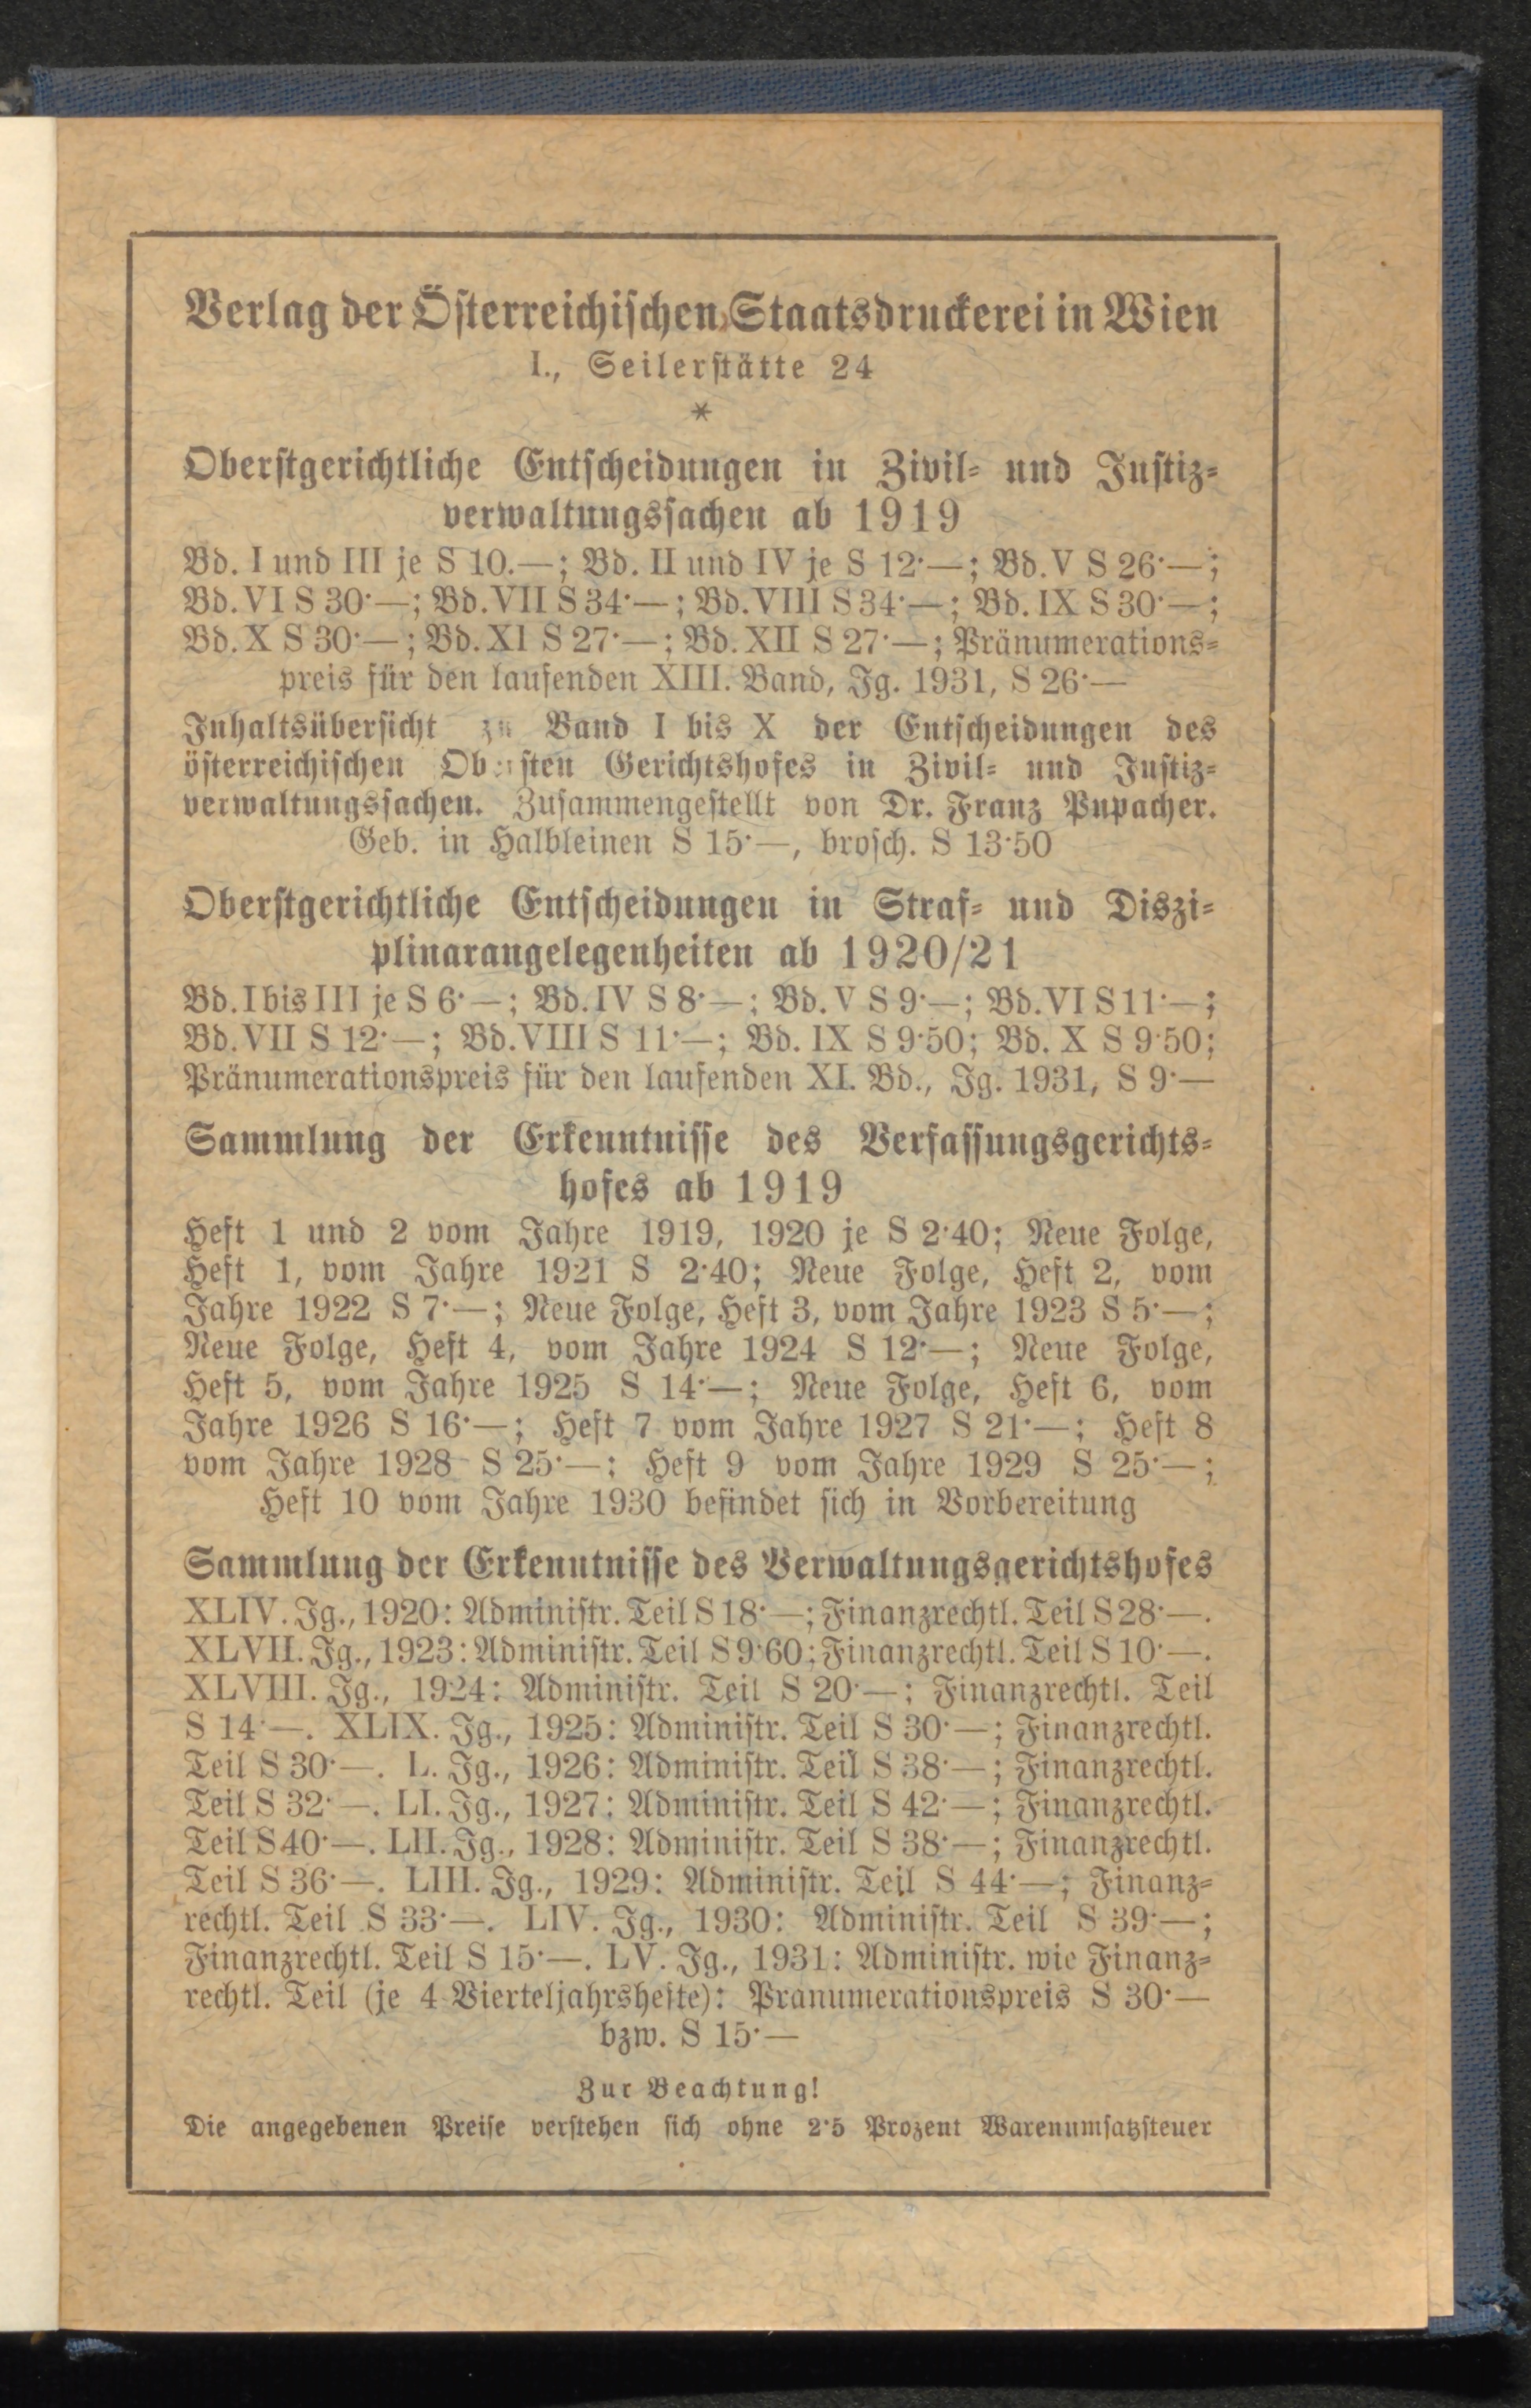 Verlag der Österreichischen Staatsdruckerei in Wien
I., Seilerstätte 24
*
Oberstgerichtliche Entscheidungen in Zivil- und Justiz-
verwaltungssachen ab 1919
Bd. I und III je S 10.—; Bd. II und IV je S 12·—; Bd. V S 26·—;
Bd. VI S 30·—; Bd. VII S 34·—; Bd. VIII S 34·—; Bd. IX S 30·—;
Bd. X S 30·—; Bd. XI S 27·—; Bd. XII S 27·—; Pränumerations-
preis für den laufenden XIII. Band, Jg. 1931, S 26·—
Inhaltsübersicht zu Band I bis X der Entscheidungen des
österreichischen Obersten Gerichtshofes in Zivil- und Justiz-
verwaltungssachen. Zusammengestellt von Dr. Franz Pupacher.
Geb. in Halbleinen S 15·—, brosch. S 13·50
Oberstgerichtliche Entscheidungen in Straf- und Diszi-
plinarangelegenheiten ab 1920/21
Bd. I bis III je S 6·—; Bd. IV S 8·—; Bd. V S 9·—; Bd. VI S 11·—;
Bd. VII S 12·—; Bd. VIII S 11·—; Bd. IX S 9·50; Bd. X S 9·50;
Pränumerationspreis für den laufenden XI. Bd., Jg. 1931, S 9·—
Sammlung der Erkenntnisse des Verfassungsgerichts-
hofes ab 1919
Heft 1 und 2 vom Jahre 1919, 1920 je S 2·40; Neue Folge,
Heft 1, vom Jahre 1921 S 2·40; Neue Folge, Heft 2, vom
Jahre 1922 S 7·—; Neue Folge, Heft 3, vom Jahre 1923 S 5·—;
Neue Folge, Heft 4, vom Jahre 1924 S 12·—; Neue Folge,
Heft 5, vom Jahre 1925 S 14·—; Neue Folge, Heft 6, vom
Jahre 1926 S 16·—; Heft 7 vom Jahre 1927 S 21·—; Heft 8
vom Jahre 1928 S 25·—; Heft 9 vom Jahre 1929 S 25·—;
Heft 10 vom Jahre 1930 befindet sich in Vorbereitung
Sammlung der Erkenntnisse des Verwaltungsgerichtshofes
XLIV. Jg., 1920: Administr. Teil S 18·—; Finanzrechtl. Teil S 28·—.
XLVII. Jg., 1923: Administr. Teil S 9·60; Finanzrechtl. Teil S 10·—.
XLVIII. Jg., 1924: Administr. Teil S 20·—; Finanzrechtl. Teil
S 14·—. XLIX. Jg., 1925: Administr. Teil S 30·—; Finanzrechtl.
Teil S 30·—. L. Jg., 1926: Administr. Teil S 38·—; Finanzrechtl.
Teil S 32·—. LI. Jg., 1927: Administr. Teil S 42·—; Finanzrechtl.
Teil S 40·—. LII. Jg., 1928: Administr. Teil S 38·—; Finanzrechtl.
Teil S 36·—. LIII. Jg., 1929: Administr. Teil S 44·—; Finanz-
rechtl. Teil S 33·—. LIV. Jg., 1930: Administr. Teil S 39·—;
Finanzrechtl. Teil S 15·—. LV. Jg., 1931: Administr. wie Finanz-
rechtl. Teil (je 4 Vierteljahrshefte): Pränumerationspreis S 30·—
bzw. S 15·—
Zur Beachtung!
Die angegebenen Preise verstehen sich ohne 2·5 Prozent Warenumsatzsteuer